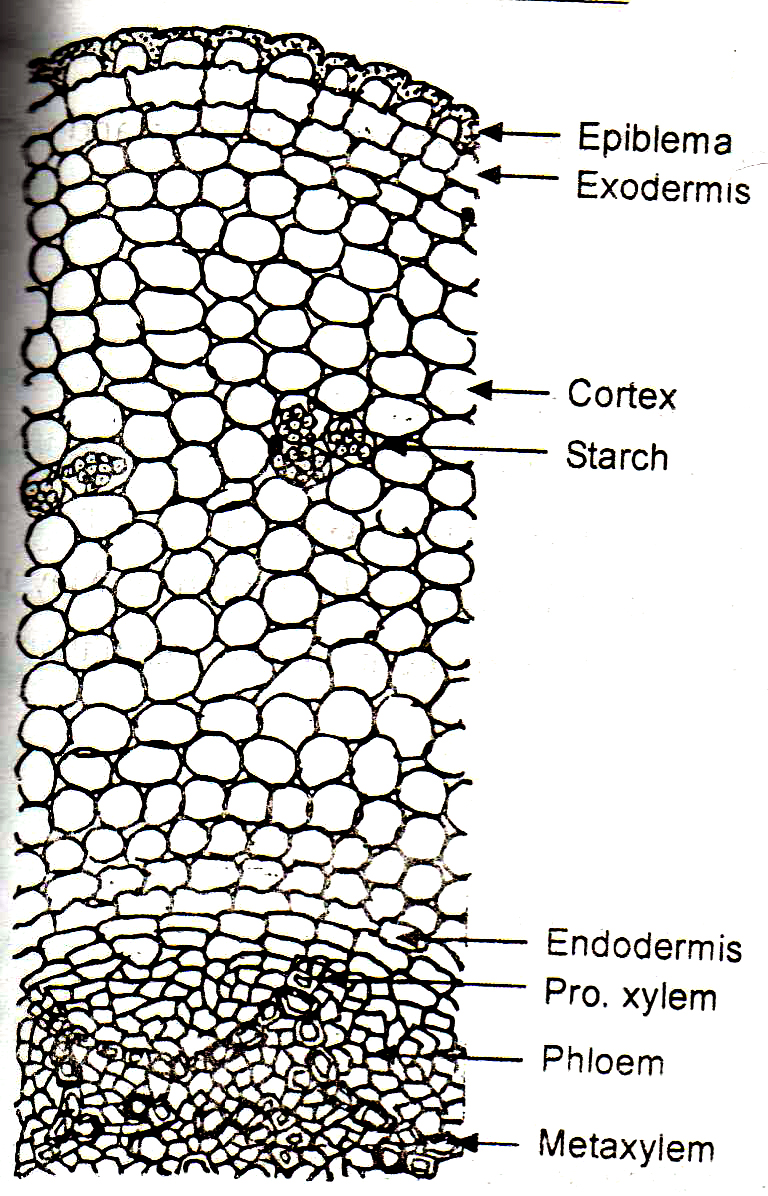 Epiblema
Exodermis
Cortex
Starch
Endodermis
Pro. xylem
Phloem
Metaxylem